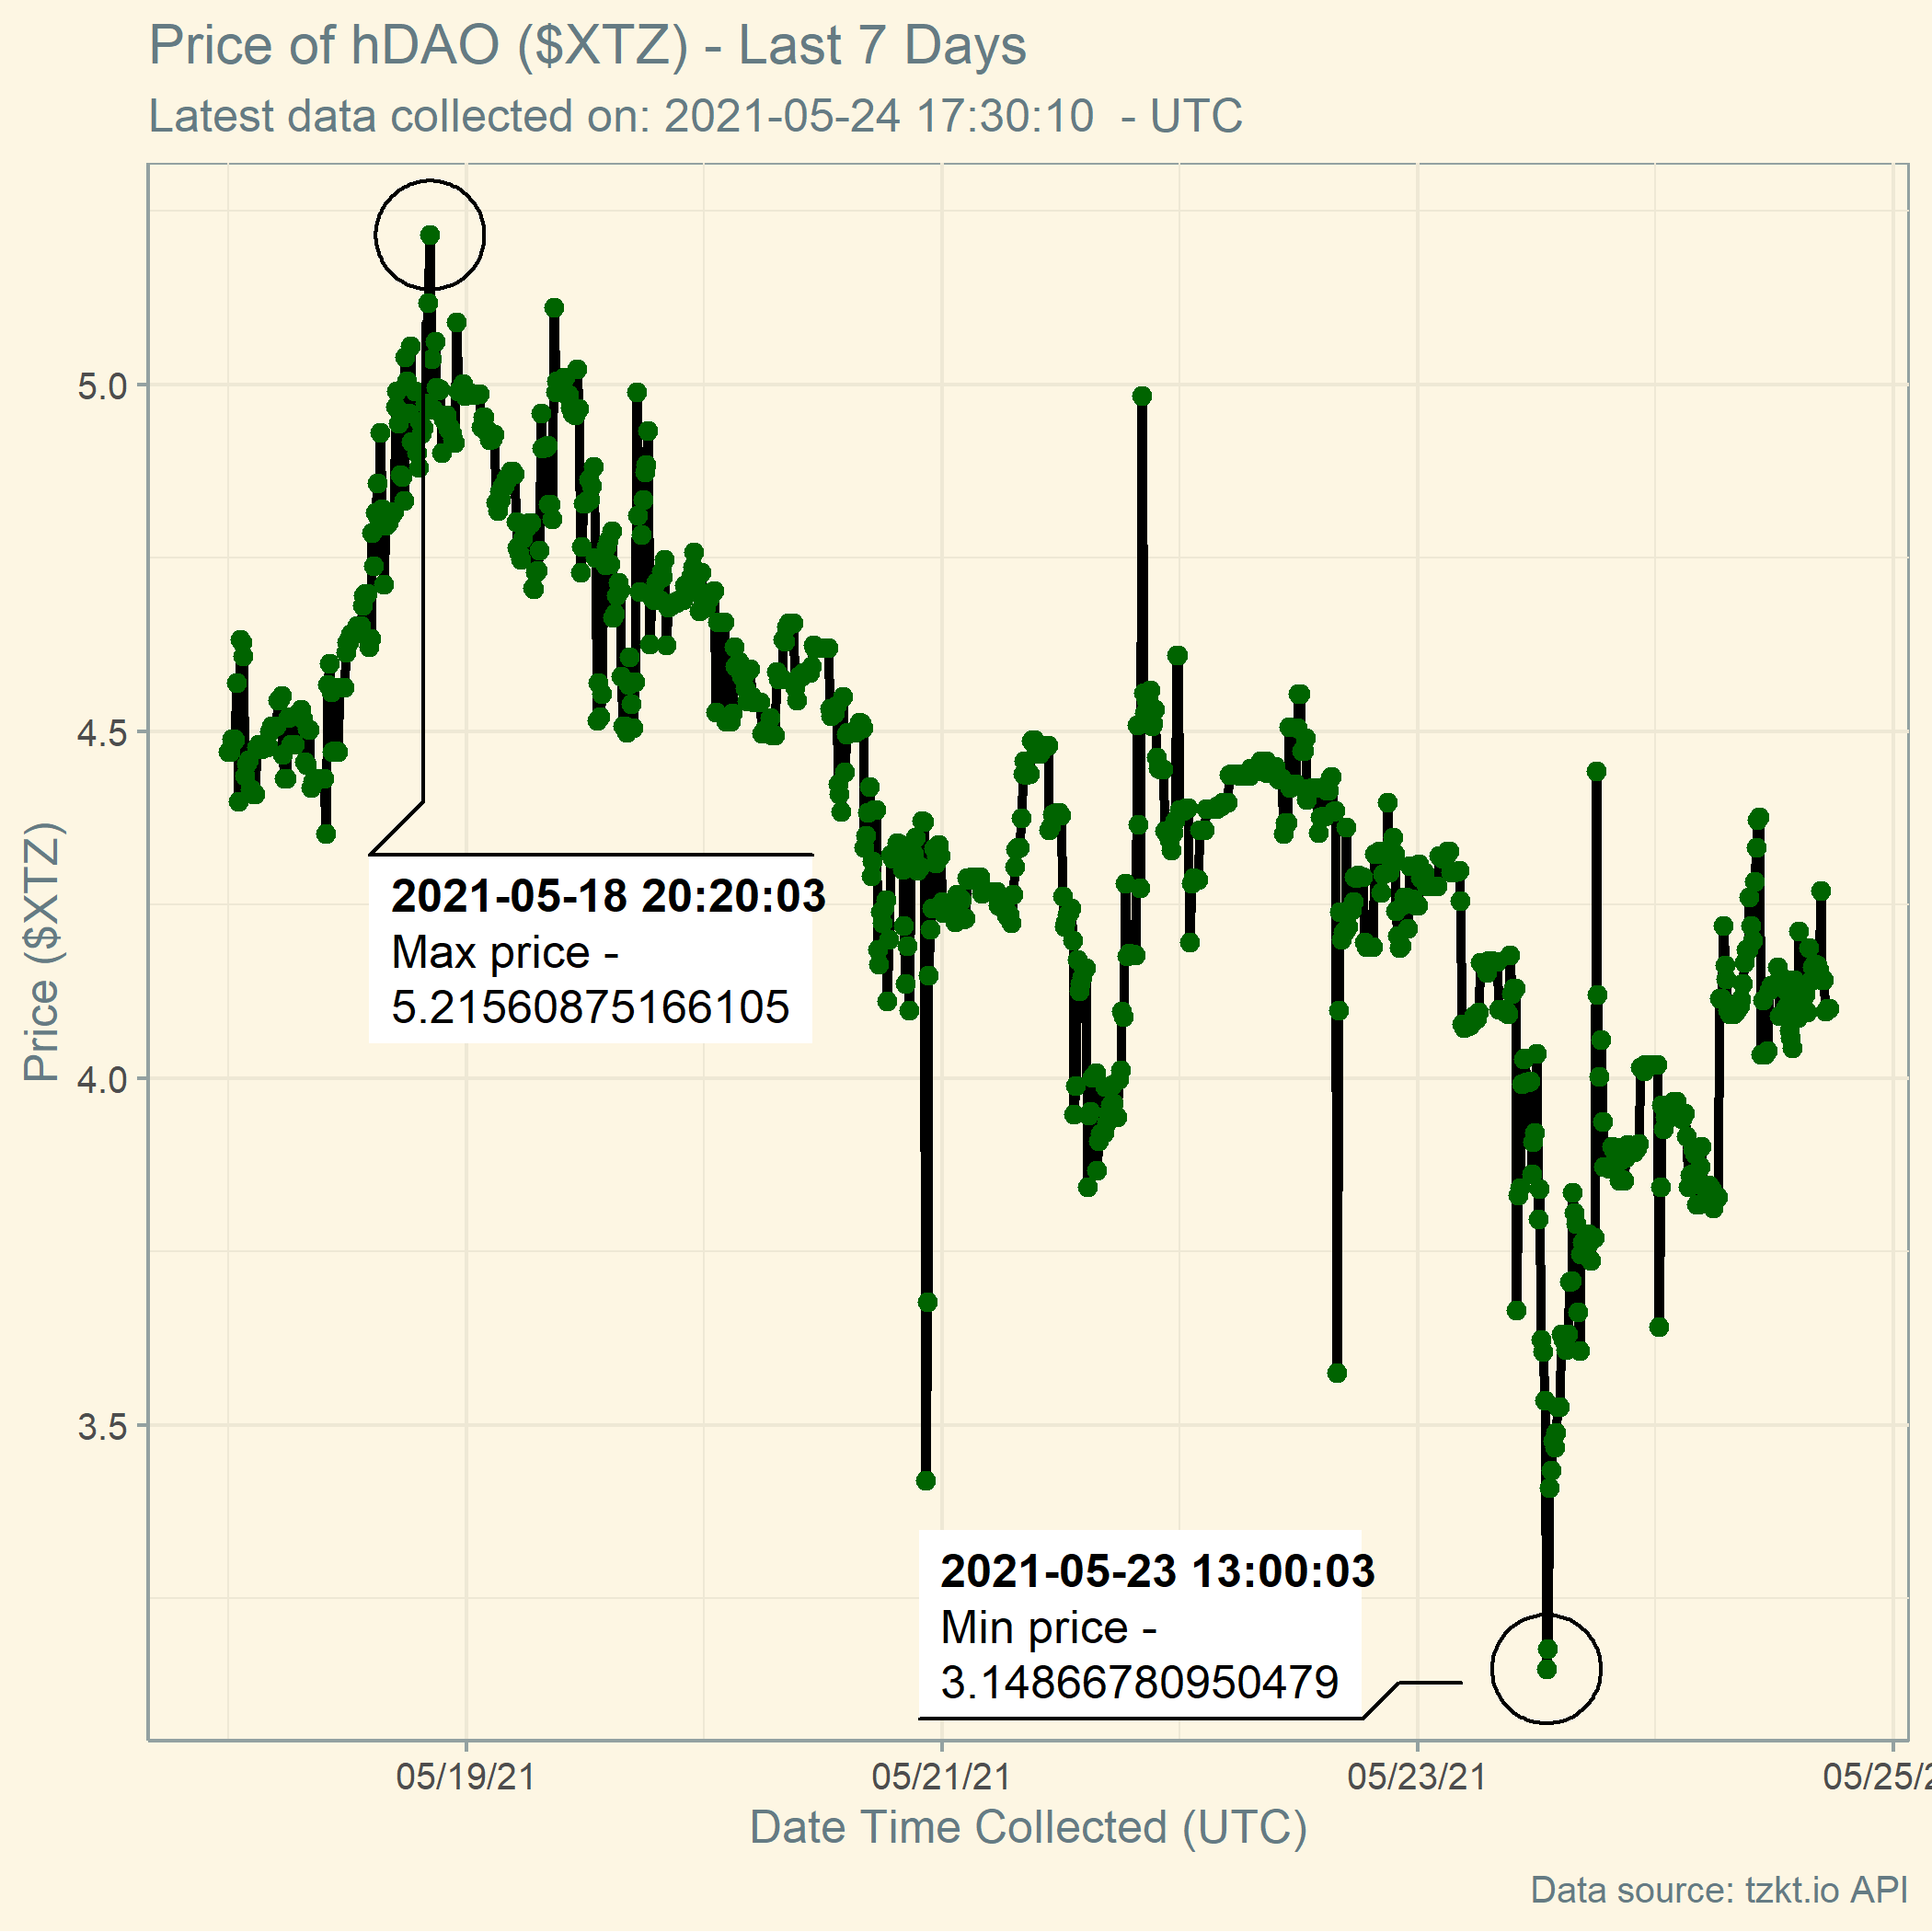 Price of hDAO ($XTZ) - Last 7 Days
Latest data collected on: 2021-05-24 17:30:10  - UTC
5.0
4.5
4.0
3.5
Price ($XTZ)
2021-05-18 20:20:03
Max price -
5.21560875166105
2021-05-23 13:00:03
Min price -
3.14866780950479
05/19/21
05/21/21
05/23/21
05/25/2
Date Time Collected (UTC)
Data source: tzkt.io API